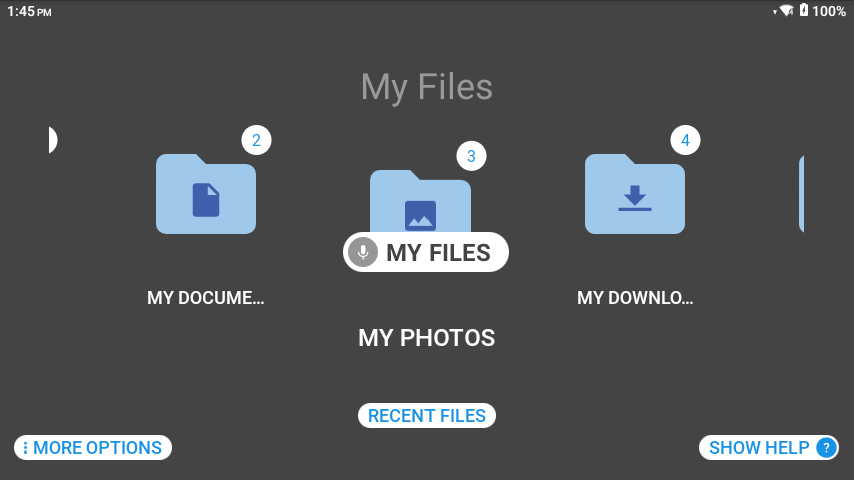 1:45 PM
100%
My Files
2
3
4
MY FILES
MY DOCUME...
MY DOWNLO...
MY PHOTOS
RECENT FILES
MORE OPTIONS
SHOW HELP ?